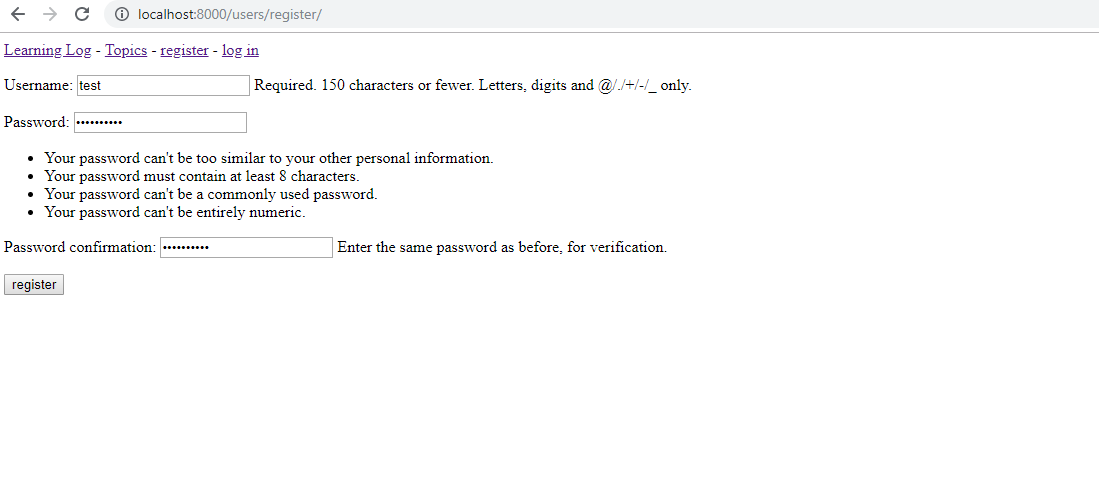 localhost:8000/users/register/
Learning Log - Topics - register - log in
Username: test Required. 150 characters or fewer. Letters, digits and @/./+/-/_ only.
Password: ••••••••••
• Your password can't be too similar to your other personal information.
• Your password must contain at least 8 characters.
• Your password can't be a commonly used password.
• Your password can't be entirely numeric.
Password confirmation: •••••••••• Enter the same password as before, for verification.
register